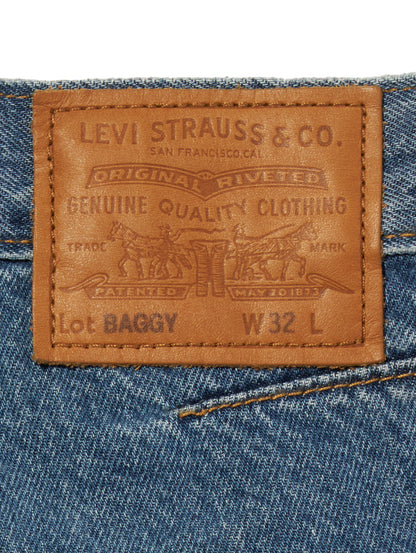 LEVI STRAUSS & CO.
SAN FRANCISCO, CAL.
ORIGINAL RIVETED
GENUINE QUALITY CLOTHING
TRADE MARK
PATENTED MAY 20 1873
Lot BAGGY W 32 L